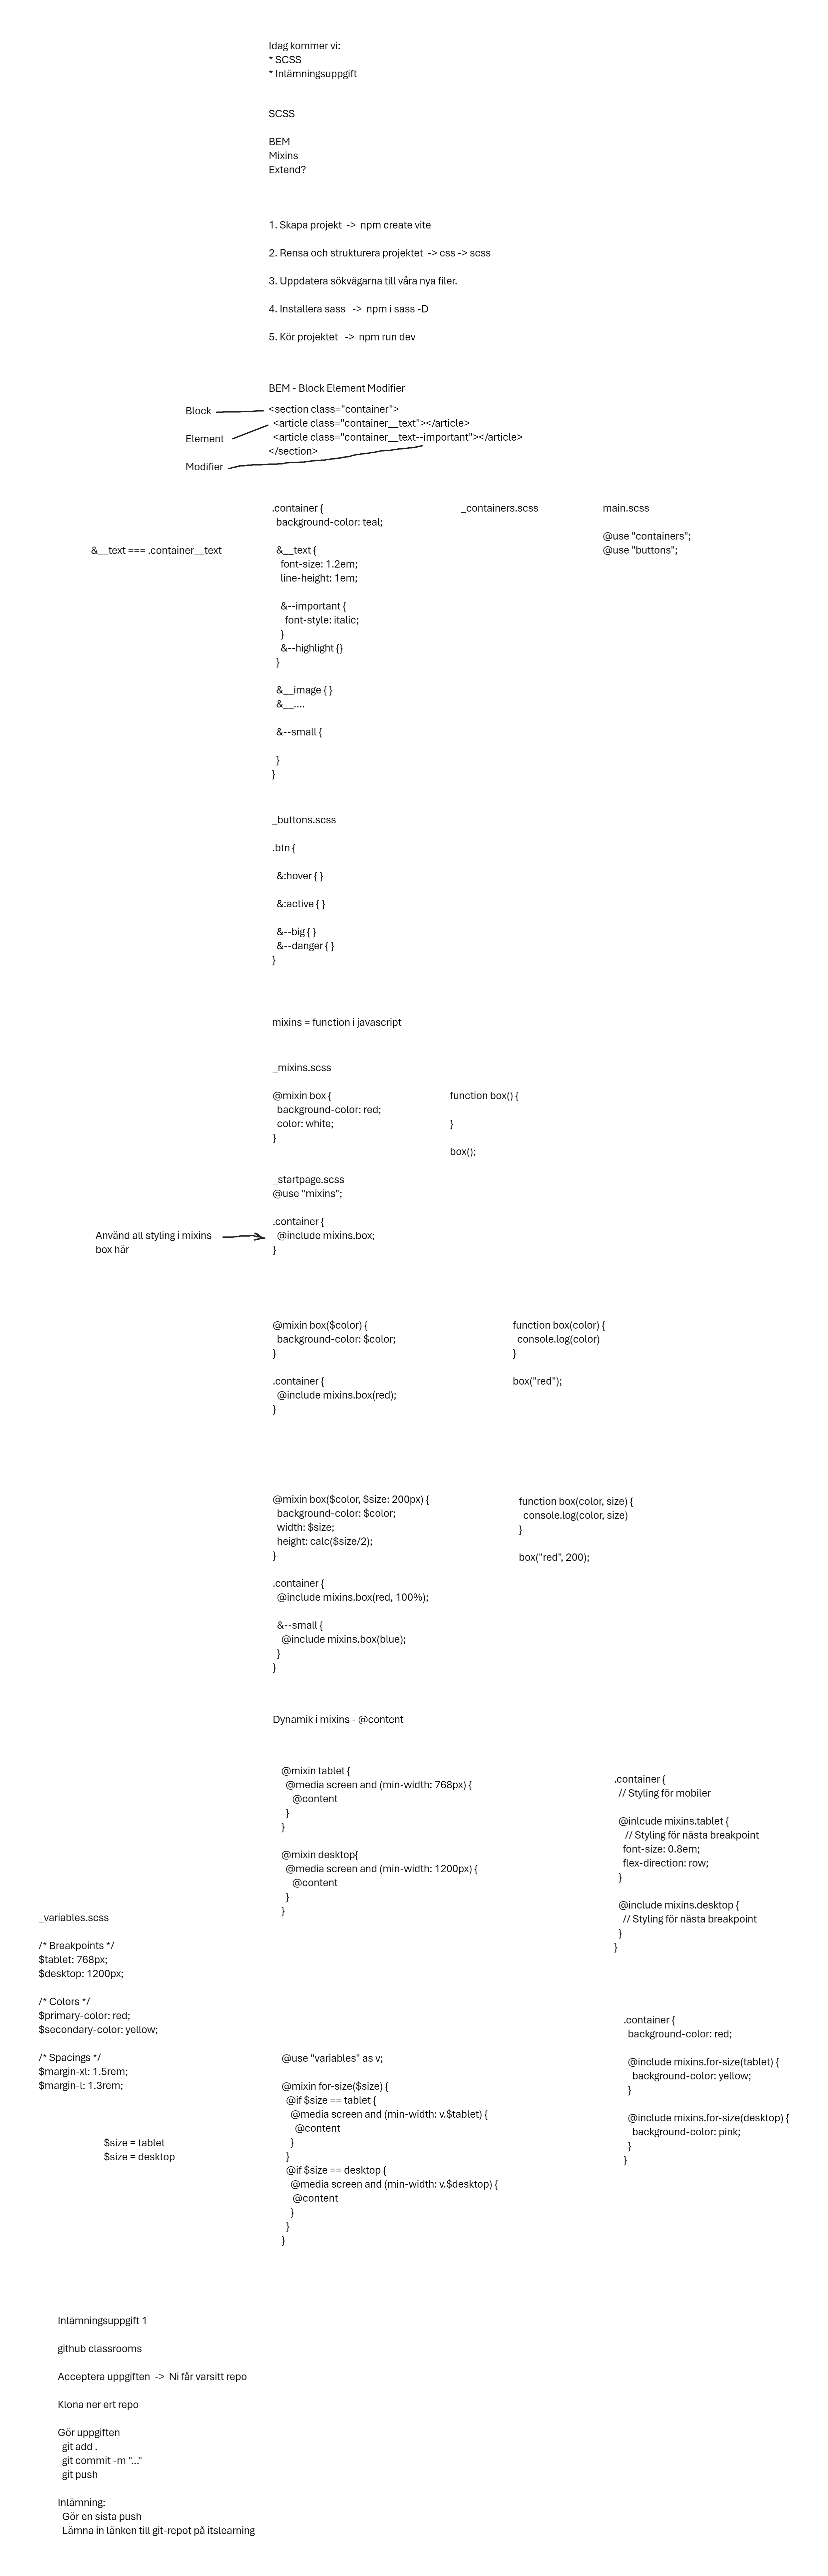 Idag kommer vi:
* SCSS
* Inlämningsuppgift
SCSS
BEM
Mixins
Extend?
1. Skapa projekt -> npm create vite
2. Rensa och strukturera projektet -> css -> scss
3. Uppdatera sökvägarna till våra nya filer.
4. Installera sass -> npm i sass -D
5. Kör projektet -> npm run dev
BEM - Block Element Modifier
Block
Element
Modifier
<section class="container">
<article class="container__text"></article>
<article class="container__text--important"></article>
</section>
&__text === .container__text
.container {
background-color: teal;
&__text {
font-size: 1.2em;
line-height: 1em;
&--important {
font-style: italic;
}
&--highlight {}
}
&__image { }
&__....
&--small {
}
}
_containers.scss
main.scss
@use "containers";
@use "buttons";
_buttons.scss
.btn {
&:hover { }
&:active { }
&--big { }
&--danger { }
}
mixins = function i javascript
_mixins.scss
@mixin box {
background-color: red;
color: white;
}
function box() {
}
box();
_startpage.scss
@use "mixins";
.container {
@include mixins.box;
}
Använd all styling i mixins
box här
@mixin box($color) {
background-color: $color;
}
.container {
@include mixins.box(red);
}
function box(color) {
console.log(color)
}
box("red");
@mixin box($color, $size: 200px) {
background-color: $color;
width: $size;
height: calc($size/2);
}
.container {
@include mixins.box(red, 100%);
&--small {
@include mixins.box(blue);
}
}
function box(color, size) {
console.log(color, size)
}
box("red", 200);
Dynamik i mixins - @content
@mixin tablet {
@media screen and (min-width: 768px) {
@content
}
}
@mixin desktop{
@media screen and (min-width: 1200px) {
@content
}
}
.container {
// Styling för mobiler
@inlcude mixins.tablet {
// Styling för nästa breakpoint
font-size: 0.8em;
flex-direction: row;
}
@include mixins.desktop {
// Styling för nästa breakpoint
}
}
_variables.scss
/* Breakpoints */
$tablet: 768px;
$desktop: 1200px;
/* Colors */
$primary-color: red;
$secondary-color: yellow;
/* Spacings */
$margin-xl: 1.5rem;
$margin-l: 1.3rem;
$size = tablet
$size = desktop
@use "variables" as v;
@mixin for-size($size) {
@if $size == tablet {
@media screen and (min-width: v.$tablet) {
@content
}
}
@if $size == desktop {
@media screen and (min-width: v.$desktop) {
@content
}
}
}
.container {
background-color: red;
@include mixins.for-size(tablet) {
background-color: yellow;
}
@include mixins.for-size(desktop) {
background-color: pink;
}
}
Inlämningsuppgift 1
github classrooms
Acceptera uppgiften -> Ni får varsitt repo
Klona ner ert repo
Gör uppgiften
git add .
git commit -m "..."
git push
Inlämning:
Gör en sista push
Lämna in länken till git-repot på itslearning